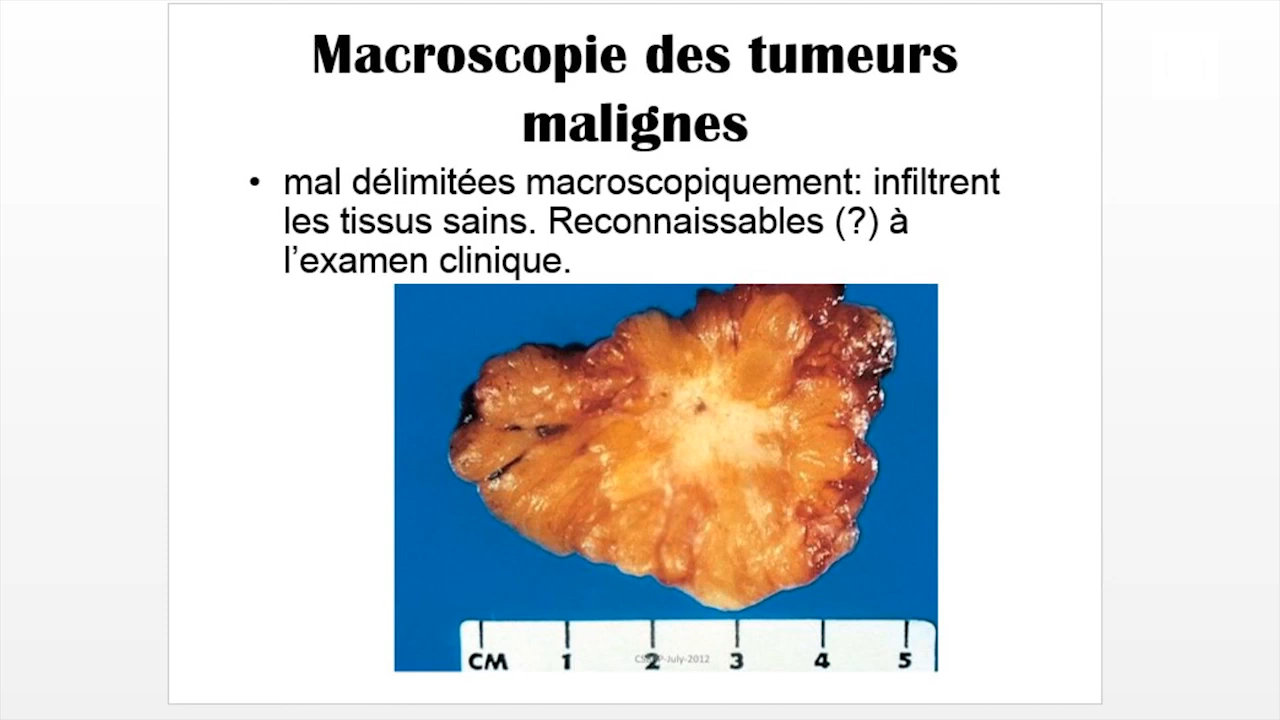 Macroscopie des tumeurs
malignes
• mal délimitées macroscopiquement: infiltrent
les tissus sains. Reconnaissables (?) à
l’examen clinique.
CM 1 2 3 4 5